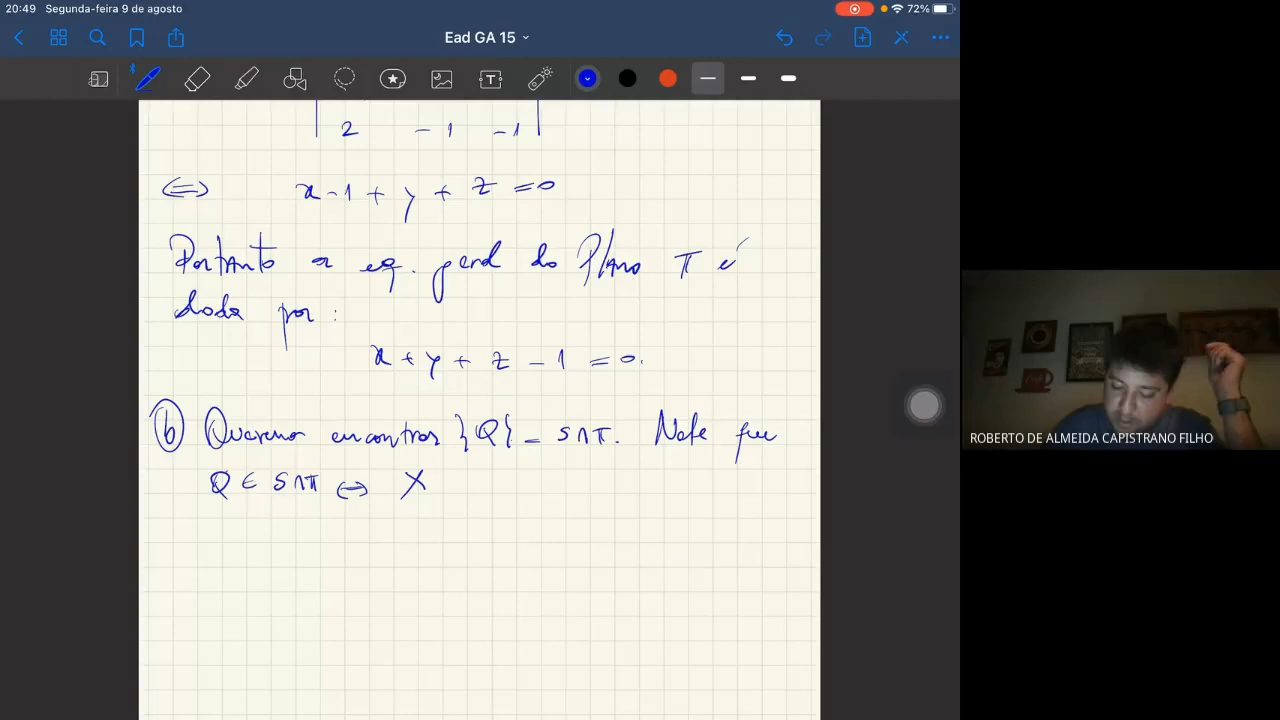 20:49 Segunda-feira 9 de agosto 72%
Ead GA 15
2 -1 -1
⟺ x-1+y+z=0
Portanto a eq. geral do Plano π é
dada por:
x+y+z-1=0.
b Queremos encontrar {Q} = s∩π. Note que
Q ∈ s∩π ⟺ X
ROBERTO DE ALMEIDA CAPISTRANO FILHO